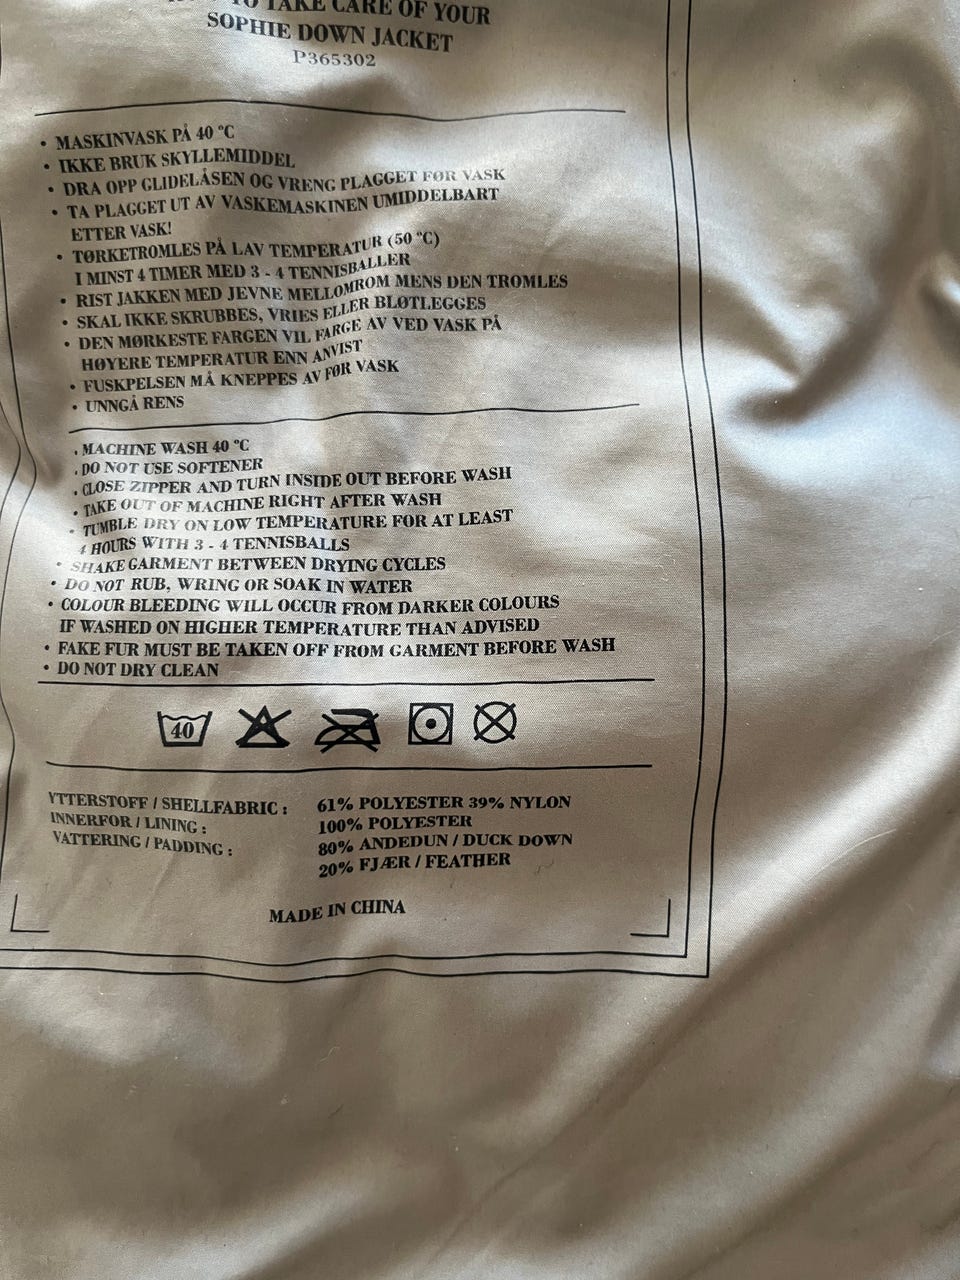 TO TAKE CARE OF YOUR
SOPHIE DOWN JACKET
P365302
• MASKINVASK PÅ 40 °C
• IKKE BRUK SKYLLEMIDDEL
• DRA OPP GLIDELÅSEN OG VRENG PLAGGET FØR VASK
• TA PLAGGET UT AV VASKEMASKINEN UMIDDELBART
ETTER VASK!
• TØRKETROMLES PÅ LAV TEMPERATUR (50 °C)
I MINST 4 TIMER MED 3 - 4 TENNISBALLER
• RIST JAKKEN MED JEVNE MELLOMROM MENS DEN TROMLES
• SKAL IKKE SKRUBBES, VRIES ELLER BLØTLEGGES
• DEN MØRKESTE FARGEN VIL FARGE AV VED VASK PÅ
HØYERE TEMPERATUR ENN ANVIST
• FUSKPELSEN MÅ KNEPPES AV FØR VASK
• UNNGÅ RENS
• MACHINE WASH 40 °C
• DO NOT USE SOFTENER
• CLOSE ZIPPER AND TURN INSIDE OUT BEFORE WASH
• TAKE OUT OF MACHINE RIGHT AFTER WASH
• TUMBLE DRY ON LOW TEMPERATURE FOR AT LEAST
4 HOURS WITH 3 - 4 TENNISBALLS
• SHAKE GARMENT BETWEEN DRYING CYCLES
• DO NOT RUB, WRING OR SOAK IN WATER
• COLOUR BLEEDING WILL OCCUR FROM DARKER COLOURS
IF WASHED ON HIGHER TEMPERATURE THAN ADVISED
• FAKE FUR MUST BE TAKEN OFF FROM GARMENT BEFORE WASH
• DO NOT DRY CLEAN
40
YTTERSTOFF / SHELLFABRIC : 61% POLYESTER 39% NYLON
INNERFOR / LINING : 100% POLYESTER
VATTERING / PADDING : 80% ANDEDUN / DUCK DOWN
20% FJÆR / FEATHER
MADE IN CHINA